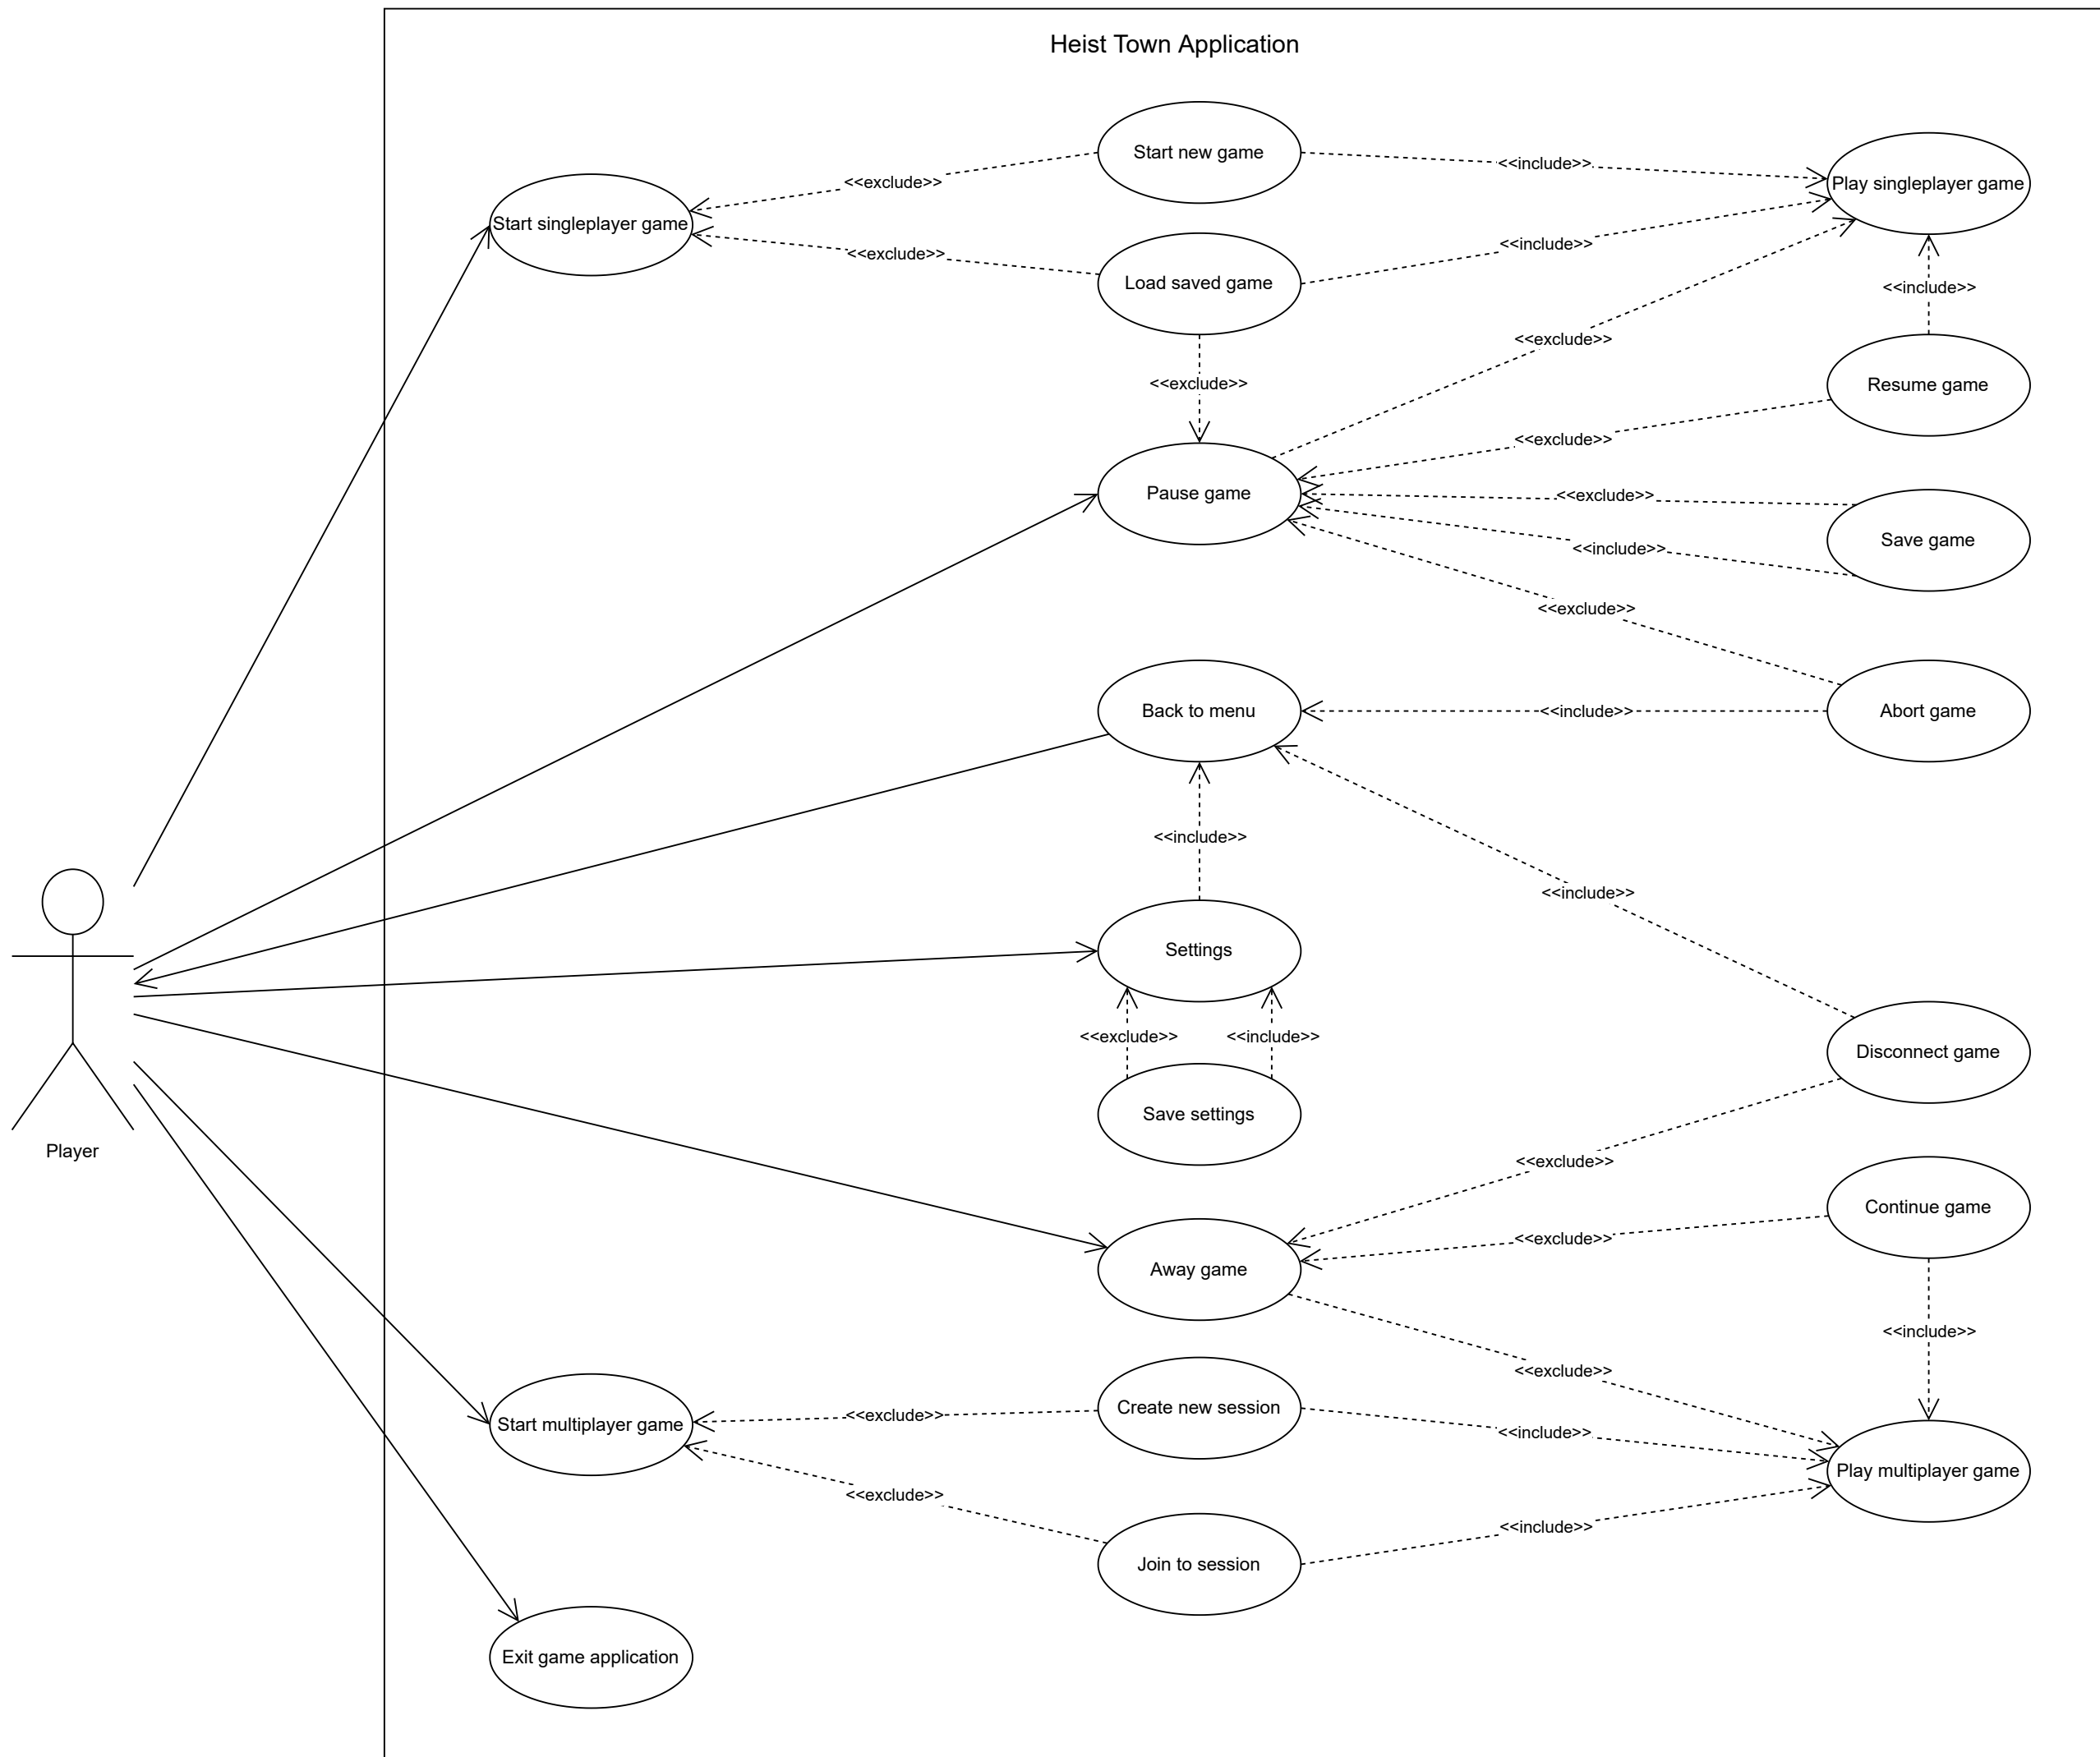 Heist Town Application
Start new game
<<include>>
Play singleplayer game
<<exclude>>
Start singleplayer game
<<include>>
<<exclude>>
Load saved game
<<include>>
<<exclude>>
<<exclude>>
Resume game
<<exclude>>
Pause game
<<exclude>>
Save game
<<include>>
<<exclude>>
Back to menu
<<include>>
Abort game
<<include>>
<<include>>
Settings
<<exclude>>
<<include>>
Disconnect game
Save settings
Player
<<exclude>>
Continue game
<<exclude>>
Away game
<<include>>
<<exclude>>
Create new session
<<exclude>>
Start multiplayer game
<<include>>
Play multiplayer game
<<exclude>>
<<include>>
Join to session
Exit game application